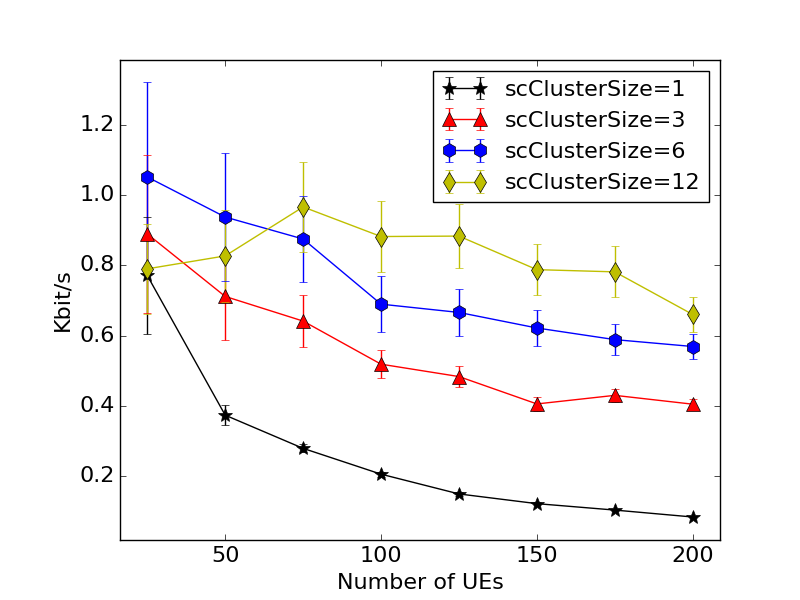 scClusterSize=1
scClusterSize=3
scClusterSize=6
scClusterSize=12
1.2
1.0
0.8
0.6
0.4
0.2
Kbit/s
50 100 150 200
Number of UEs